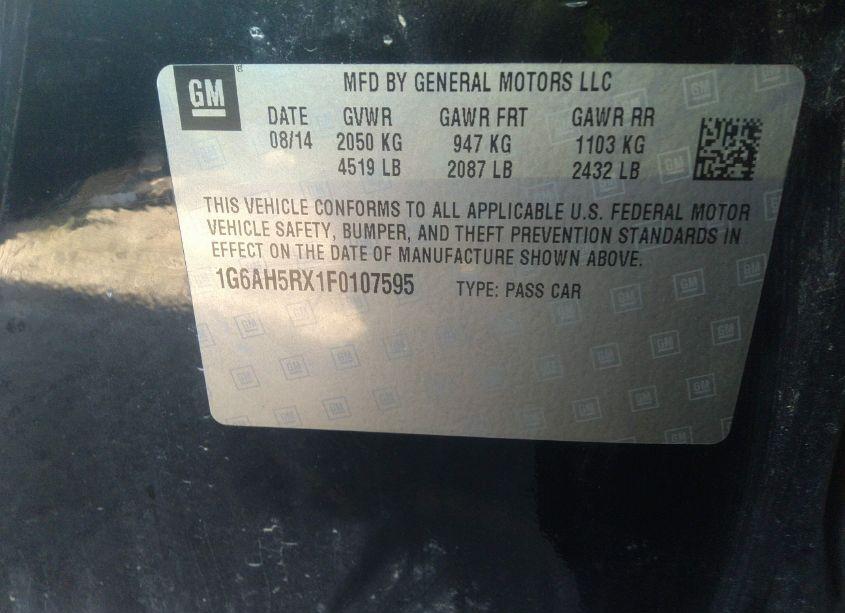 GM ®
MFD BY GENERAL MOTORS LLC
DATE GVWR GAWR FRT GAWR RR
08/14 2050 KG 947 KG 1103 KG
4519 LB 2087 LB 2432 LB
THIS VEHICLE CONFORMS TO ALL APPLICABLE U.S. FEDERAL MOTOR
VEHICLE SAFETY, BUMPER, AND THEFT PREVENTION STANDARDS IN
EFFECT ON THE DATE OF MANUFACTURE SHOWN ABOVE.
1G6AH5RX1F0107595 TYPE: PASS CAR